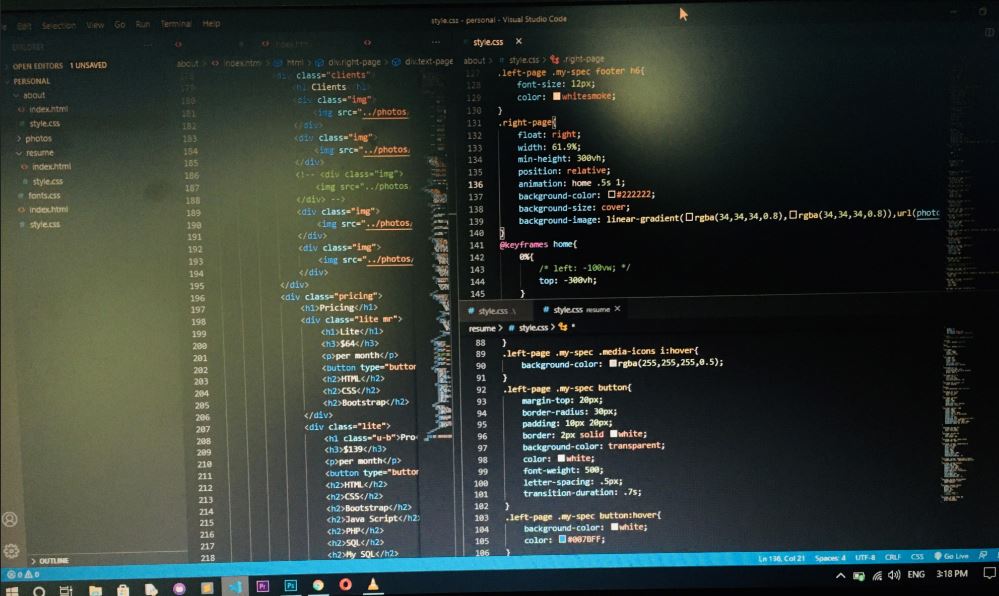 Edit Selection View Go Run Terminal Help
style.css - personal - Visual Studio Code
EXPLORER
OPEN EDITORS 1 UNSAVED
PERSONAL
about
index.html
style.css
photos
resume
index.html
style.css
fonts.css
index.html
style.css
OUTLINE
about > index.html > html > div.right-page > div.text-page
div class="clients"
Clients
180 <div class="img">
181 <img src="../photos/
182 </div>
183 <div class="img">
184 <img src="../photos/
185 </div>
186 <!-- <div class="img">
187 <img src="../photos
188 </div> -->
189 <div class="img">
190 <img src="../photos/
191 </div>
192 <div class="img">
193 <img src="../photos/
194 </div>
195 </div>
196 <div class="pricing">
197 <h1>Pricing</h1>
198 <div class="lite mr">
199 <h1>Lite</h1>
200 <h3>$64</h3>
201 <p>per month</p>
202 <button type="button
203 <h2>HTML</h2>
204 <h2>CSS</h2>
205 <h2>Bootstrap</h2>
206 </div>
207 <div class="lite">
208 <h1 class="u-b">Pro
209 <h3>$139</h3>
210 <p>per month</p>
211 <button type="button
212 <h2>HTML</h2>
213 <h2>CSS</h2>
214 <h2>Bootstrap</h2>
215 <h2>Java Script</h2>
216 <h2>PHP</h2>
217 <h2>SQL</h2>
218 <h2>My SQL</h2>
style.css
about > style.css > .right-page
127 .left-page .my-spec footer h6{
128 font-size: 12px;
129 color: whitesmoke;
130 }
131 .right-page{
132 float: right;
133 width: 61.9%;
134 min-height: 300vh;
135 position: relative;
136 animation: home .5s 1;
137 background-color: #222222;
138 background-size: cover;
139 background-image: linear-gradient(rgba(34,34,34,0.8),rgba(34,34,34,0.8)),url(photo
140 }
141 @keyframes home{
142 0%{
143 /* left: -100vw; */
144 top: -300vh;
145 }
style.css .\ style.css resume
resume > style.css > *
88 }
89 .left-page .my-spec .media-icons i:hover{
90 background-color: rgba(255,255,255,0.5);
91 }
92 .left-page .my-spec button{
93 margin-top: 20px;
94 border-radius: 30px;
95 padding: 10px 20px;
96 border: 2px solid white;
97 background-color: transparent;
98 color: white;
99 font-weight: 500;
100 letter-spacing: .5px;
101 transition-duration: .7s;
102 }
103 .left-page .my-spec button:hover{
104 background-color: white;
105 color: #007BFF;
106 }
0 0 Ln 136, Col 21 Spaces: 4 UTF-8 CRLF CSS Go Live
Pr Ps ENG 3:18 PM